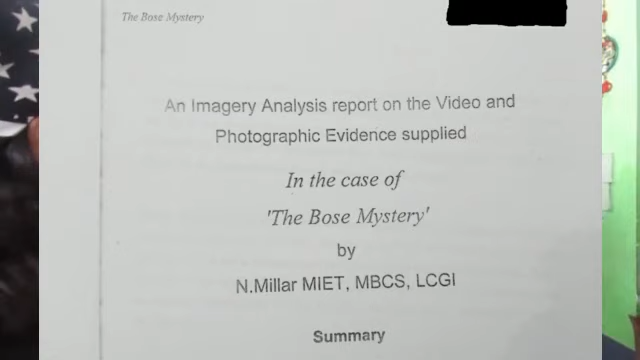 The Bose Mystery
An Imagery Analysis report on the Video and
Photographic Evidence supplied
In the case of
'The Bose Mystery'
by
N.Millar MIET, MBCS, LCGI
Summary